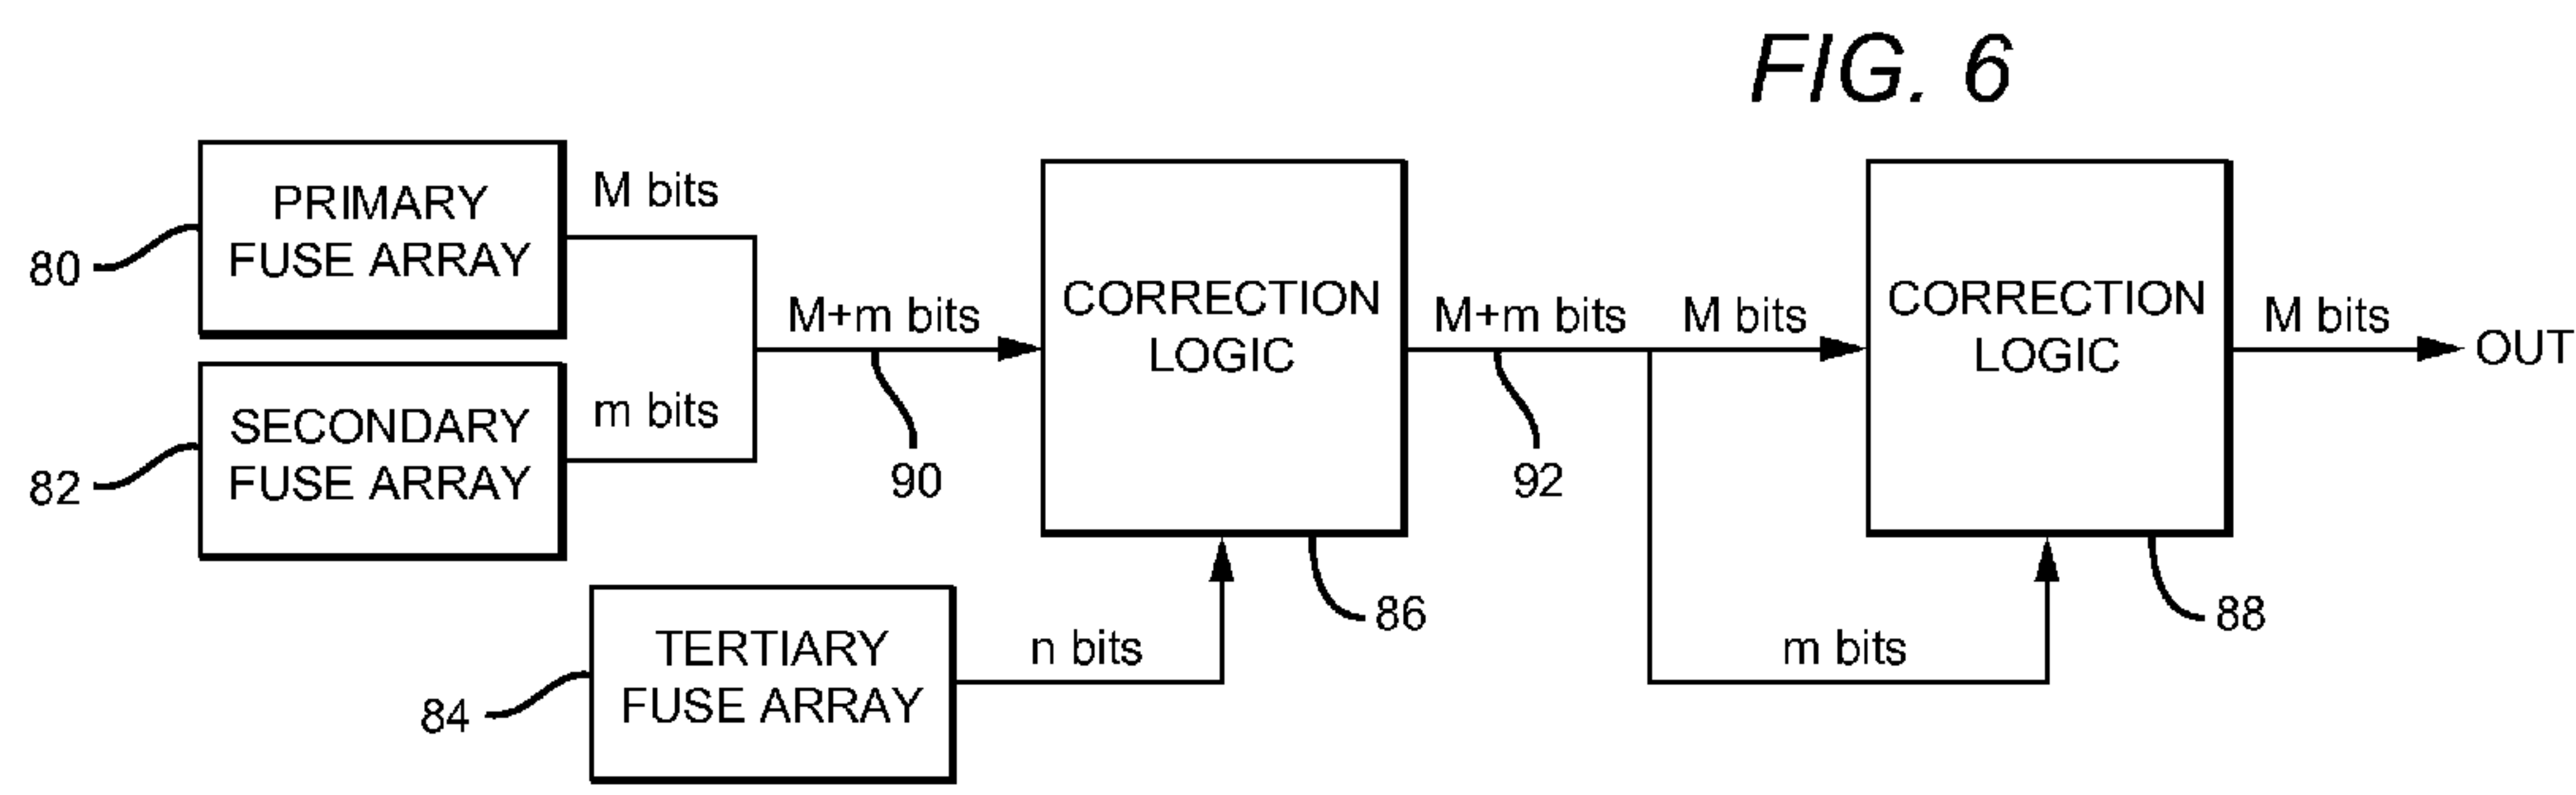 FIG. 6
PRIMARY
FUSE ARRAY
80
M bits
SECONDARY
FUSE ARRAY
82
m bits
M+m bits
90
CORRECTION
LOGIC
86
TERTIARY
FUSE ARRAY
84
n bits
M+m bits
92
M bits
m bits
CORRECTION
LOGIC
88
M bits
OUT